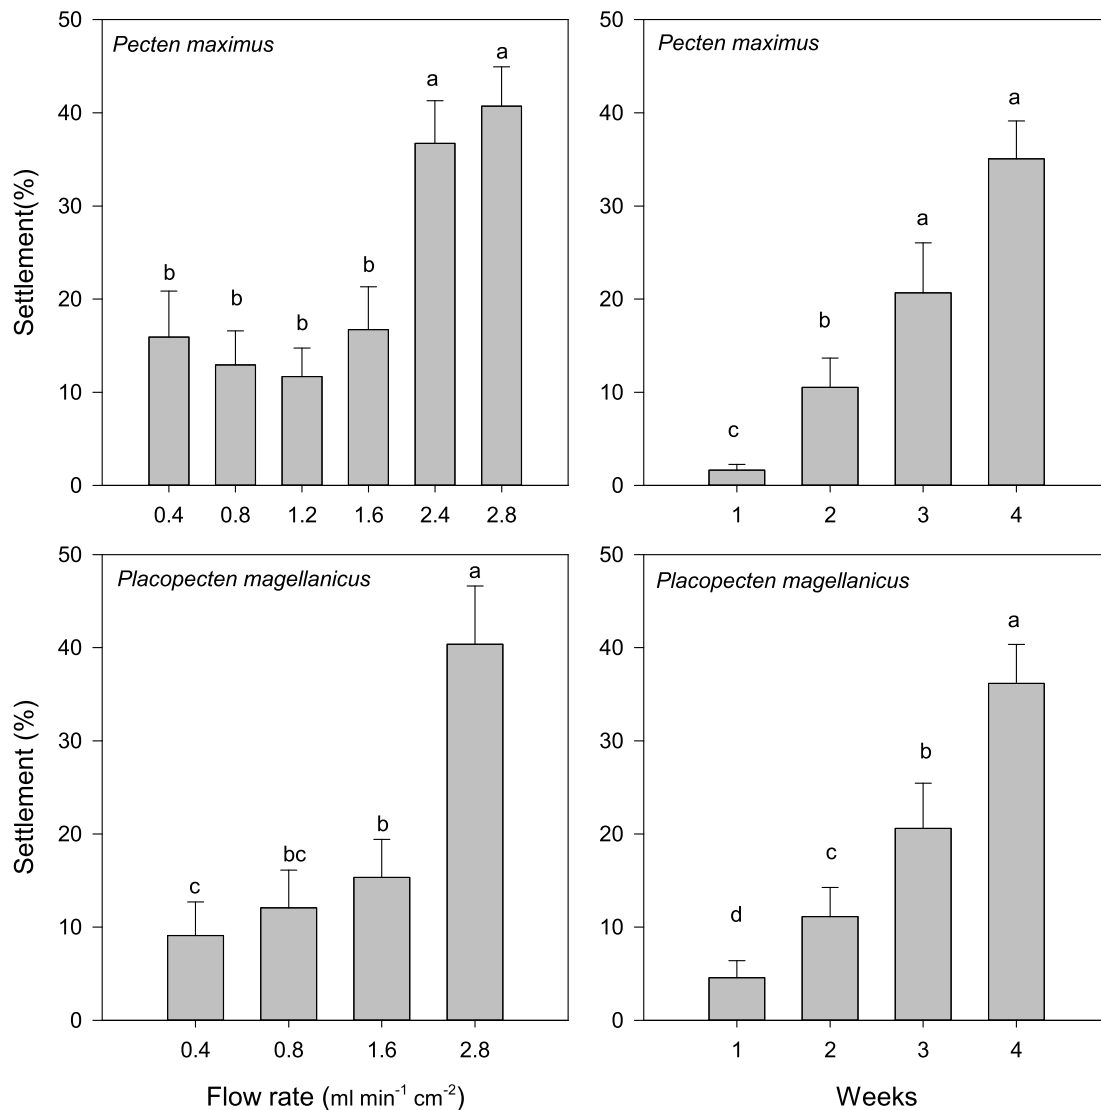 50
Pecten maximus
a
a
40
Settlement(%)
30
b
b
b
b
20
10
0
0.4 0.8 1.2 1.6 2.4 2.8
50
Pecten maximus
a
40
a
30
b
20
c
10
0
1 2 3 4
50
Placopecten magellanicus
a
40
Settlement (%)
30
20
c
bc
b
10
0
0.4 0.8 1.6 2.8
Flow rate (ml min⁻¹ cm⁻²)
50
Placopecten magellanicus
a
40
b
30
c
20
d
10
0
1 2 3 4
Weeks